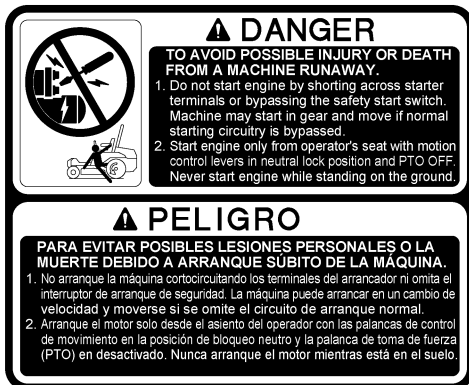 DANGER
TO AVOID POSSIBLE INJURY OR DEATH
FROM A MACHINE RUNAWAY.
1. Do not start engine by shorting across starter
terminals or bypassing the safety start switch.
Machine may start in gear and move if normal
starting circuitry is bypassed.
2. Start engine only from operator's seat with motion
control levers in neutral lock position and PTO OFF.
Never start engine while standing on the ground.
PELIGRO
PARA EVITAR POSIBLES LESIONES PERSONALES O LA
MUERTE DEBIDO A ARRANQUE SÚBITO DE LA MÁQUINA.
1. No arranque la máquina cortocircuitando los terminales del arrancador ni omita el
interruptor de arranque de seguridad. La máquina puede arrancar en un cambio de
velocidad y moverse si se omite el circuito de arranque normal.
2. Arranque el motor solo desde el asiento del operador con las palancas de control
de movimiento en la posición de bloqueo neutro y la palanca de toma de fuerza
(PTO) en desactivado. Nunca arranque el motor mientras está en el suelo.